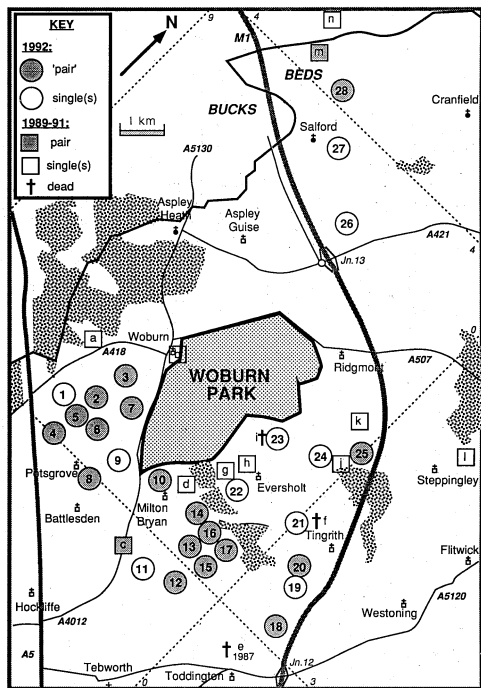 KEY
1992:
'pair'
single(s)
1989-91:
pair
single(s)
dead
N
1 km
9
4
M1
n
m
BEDS
28
BUCKS
Cranfield
Salford
27
A5130
Aspley
Heath
Aspley
Guise
26
A421
Jn.13
4
0
a
A418
Woburn
b
WOBURN
PARK
Ridgmont
A507
3
1
2
5
7
4
6
k
i
23
24
j
25
l
9
Potsgrove
8
10
d
g
h
22
Eversholt
Steppingley
Milton
Bryan
Battlesden
14
16
21
f
Tingrith
c
13
17
15
Flitwick
11
12
20
19
A5120
Hockliffe
A4012
18
Westoning
A5
e
1987
Tebworth
Toddington
Jn.12
0
3